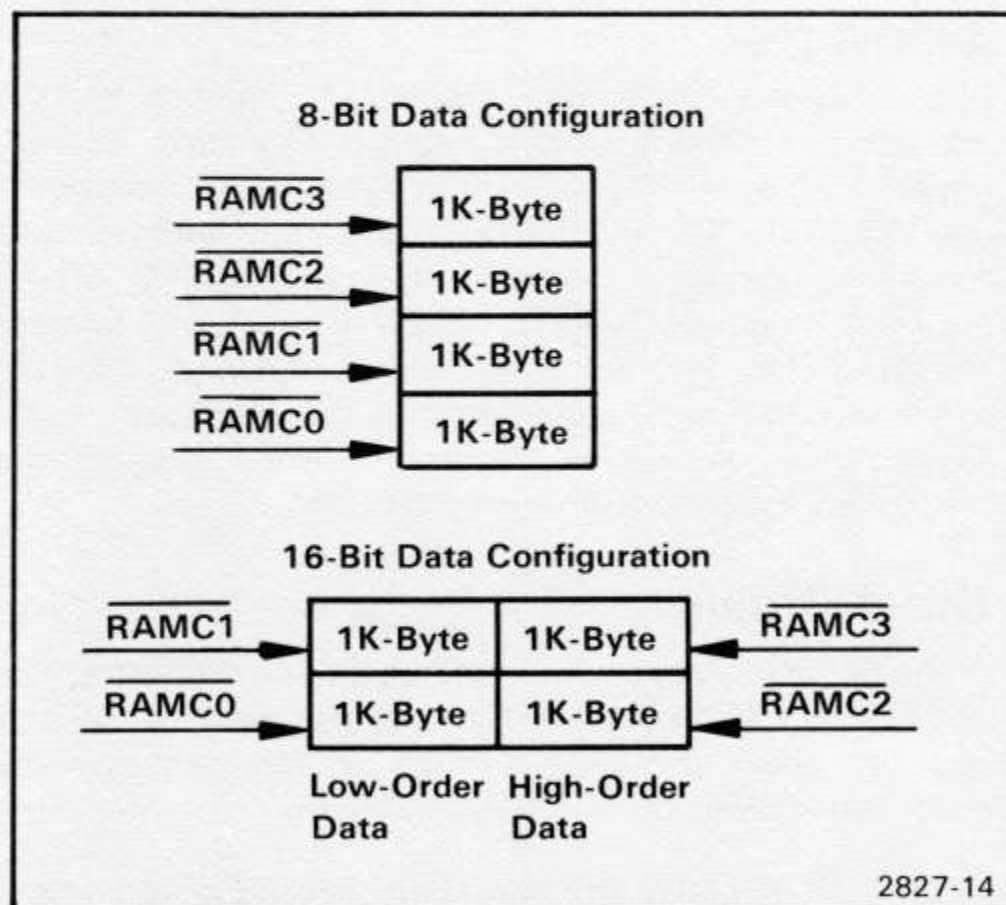 8-Bit Data Configuration
RAMC3
1K-Byte
RAMC2
1K-Byte
RAMC1
1K-Byte
RAMC0
1K-Byte
16-Bit Data Configuration
RAMC1 1K-Byte 1K-Byte RAMC3
RAMC0 1K-Byte 1K-Byte RAMC2
Low-Order High-Order
Data Data
2827-14